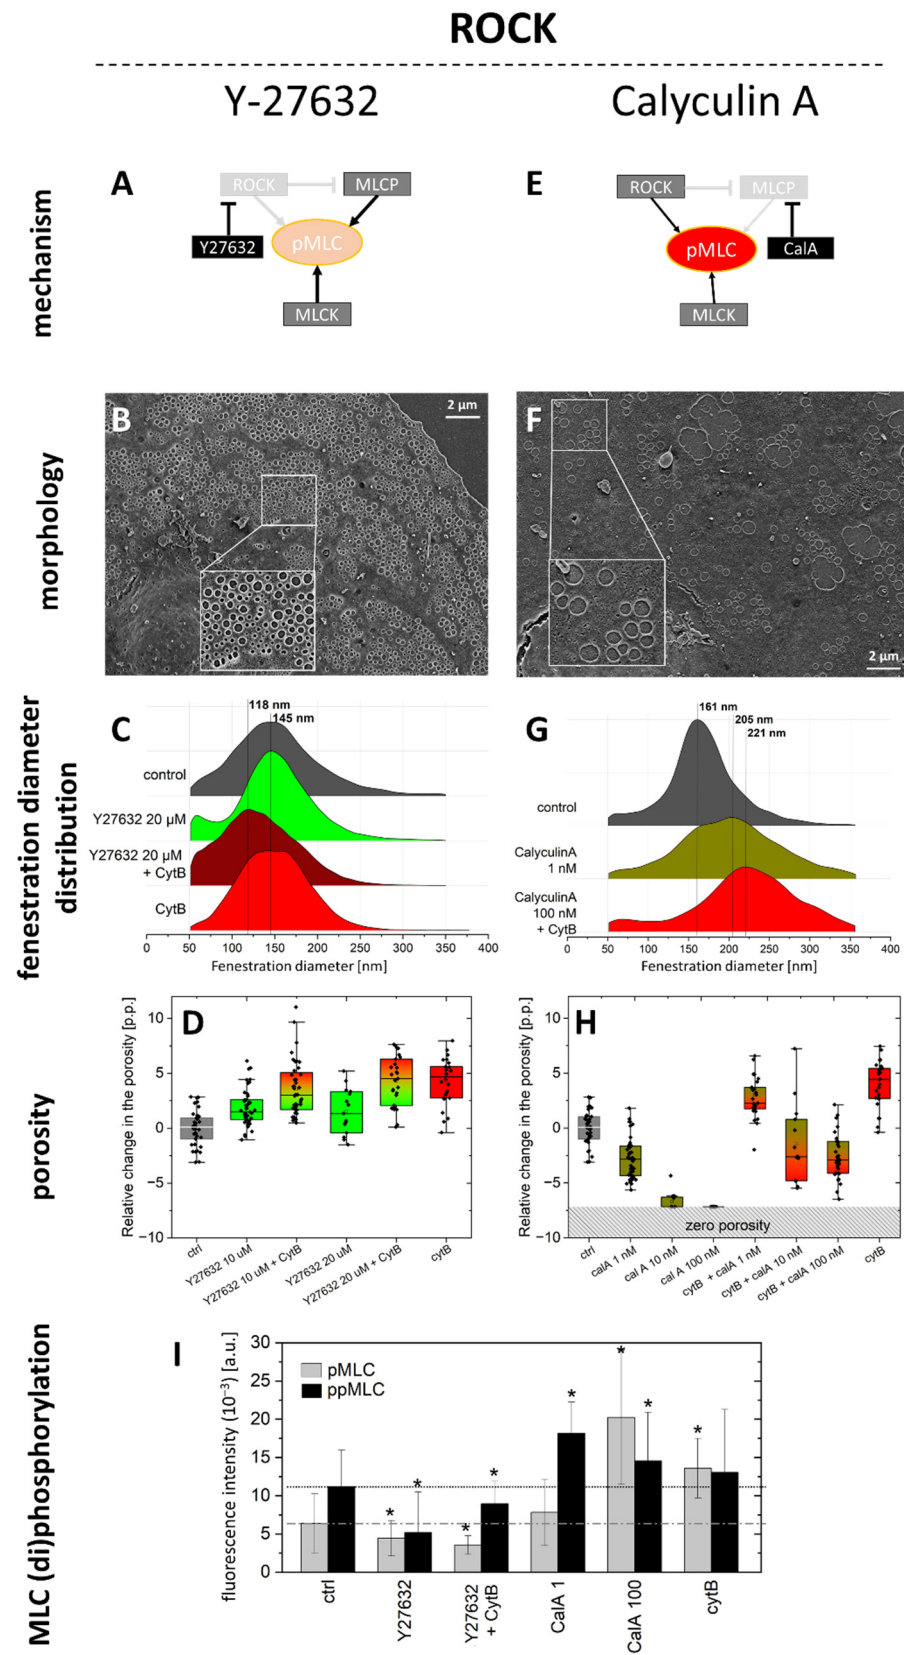 ROCK
Y-27632
Calyculin A
mechanism
A
ROCK
MLCP
pMLC
Y27632
MLCK
E
ROCK
MLCP
pMLC
CalA
MLCK
morphology
B
2 µm
F
2 µm
fenestration diameter
distribution
C
118 nm
145 nm
control
Y27632 20 µM
Y27632 20 µM
+ CytB
CytB
0 50 100 150 200 250 300 350 400
Fenestration diameter [nm]
G
161 nm
205 nm
221 nm
control
CalyculinA
1 nM
CalyculinA
100 nM
+ CytB
0 50 100 150 200 250 300 350 400
Fenestration diameter [nm]
porosity
D
Relative change in the porosity [p.p.]
10
5
0
−5
−10
ctrl
Y27632 10 uM
Y27632 10 uM + CytB
Y27632 20 uM
Y27632 20 uM + CytB
cytB
H
Relative change in the porosity [p.p.]
10
5
0
−5
−10
zero porosity
ctrl
calA 1 nM
cal A 10 nM
cal A 100 nM
cytB + calA 1 nM
cytB + calA 10 nM
cytB + calA 100 nM
cytB
MLC (di)phosphorylation
I
fluorescence intensity (10⁻³) [a.u.]
30
25
20
15
10
5
0
pMLC
ppMLC
* * * * * * * *
ctrl
Y27632
Y27632
+ CytB
CalA 1
CalA 100
cytB